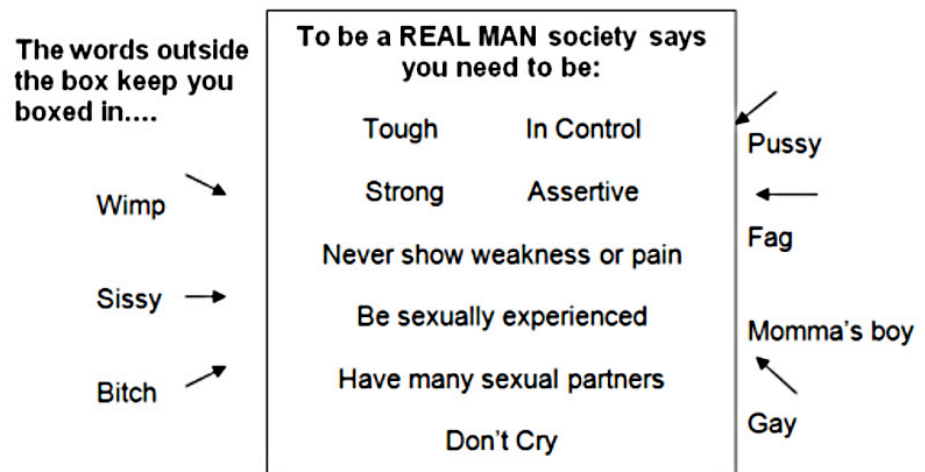 The words outside
the box keep you
boxed in....
Wimp
Sissy
Bitch
To be a REAL MAN society says
you need to be:
Tough In Control
Strong Assertive
Never show weakness or pain
Be sexually experienced
Have many sexual partners
Don't Cry
Pussy
Fag
Momma's boy
Gay